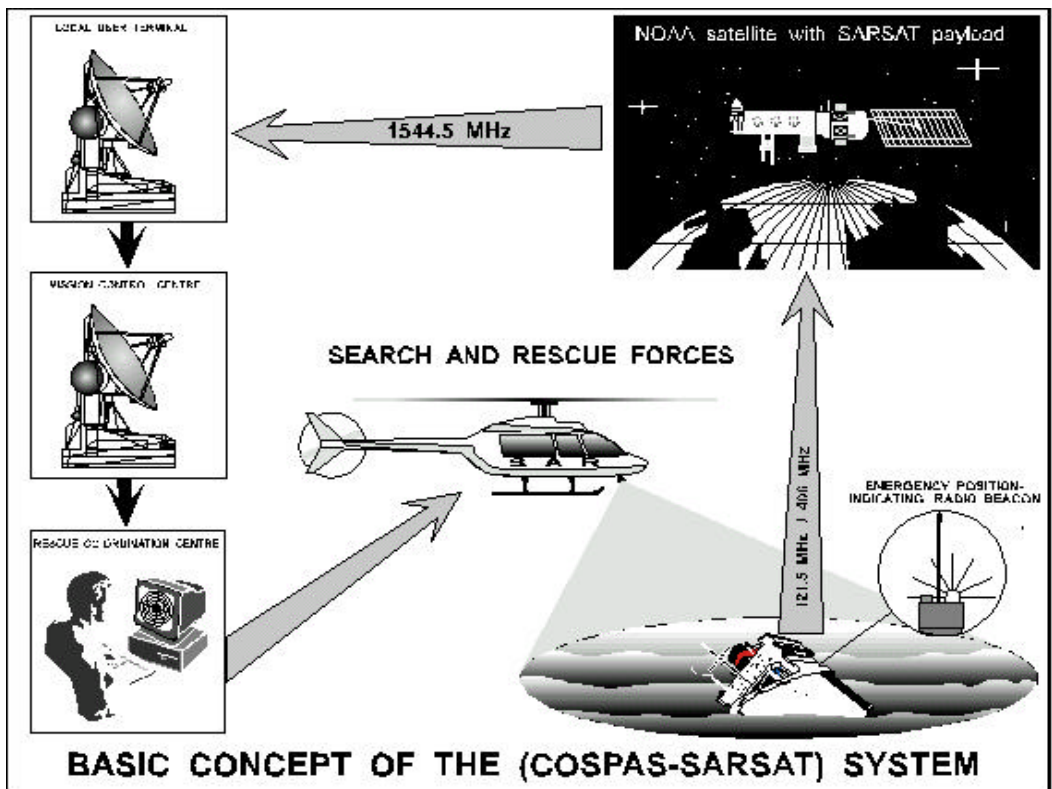 LOCAL USER TERMINAL
NOAA satellite with SARSAT payload
1544.5 MHz
MISSION CONTROL CENTRE
SEARCH AND RESCUE FORCES
SAR
121.5 MHz / 406 MHz
EMERGENCY POSITION-
INDICATING RADIO BEACON
RESCUE CO-ORDINATION CENTRE
BASIC CONCEPT OF THE (COSPAS-SARSAT) SYSTEM